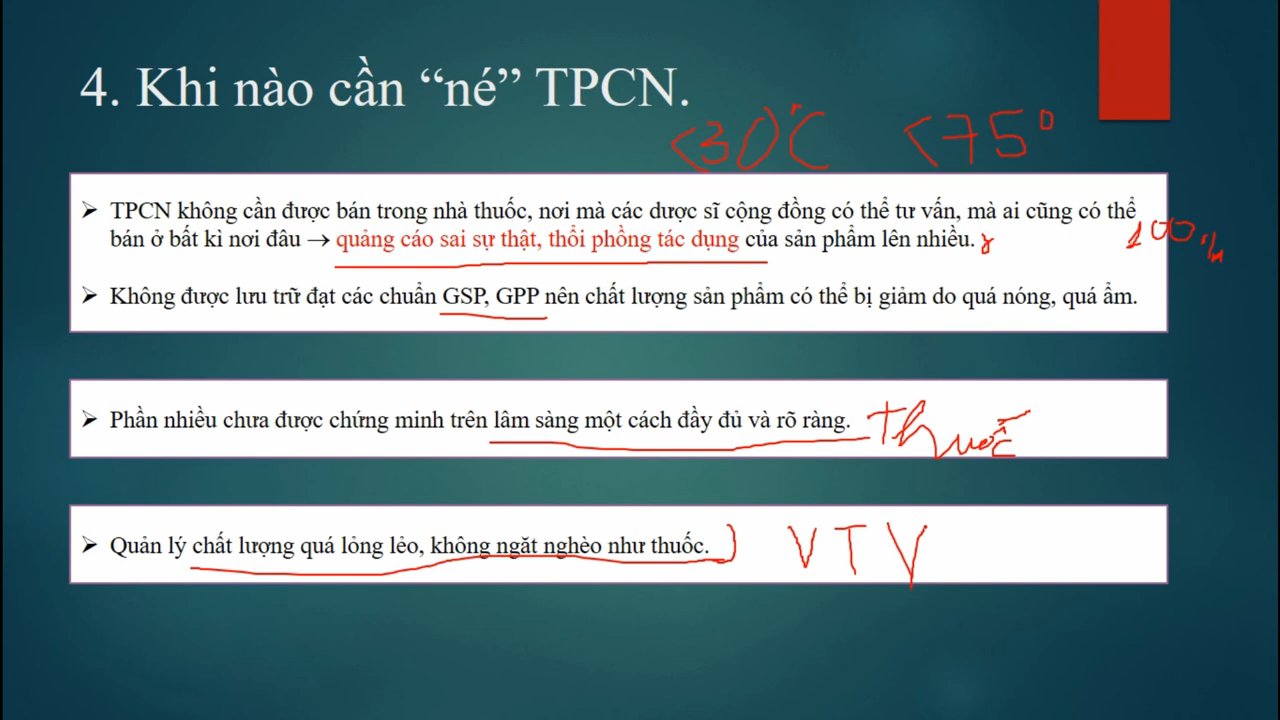 4. Khi nào cần “né” TPCN.
<30°C <75°
➢ TPCN không cần được bán trong nhà thuốc, nơi mà các dược sĩ cộng đồng có thể tư vấn, mà ai cũng có thể
bán ở bất kì nơi đâu → quảng cáo sai sự thật, thổi phồng tác dụng của sản phẩm lên nhiều.
100%
➢ Không được lưu trữ đạt các chuẩn GSP, GPP nên chất lượng sản phẩm có thể bị giảm do quá nóng, quá ẩm.
➢ Phần nhiều chưa được chứng minh trên lâm sàng một cách đầy đủ và rõ ràng. Thuốc
➢ Quản lý chất lượng quá lỏng lẻo, không ngặt nghèo như thuốc. VTV